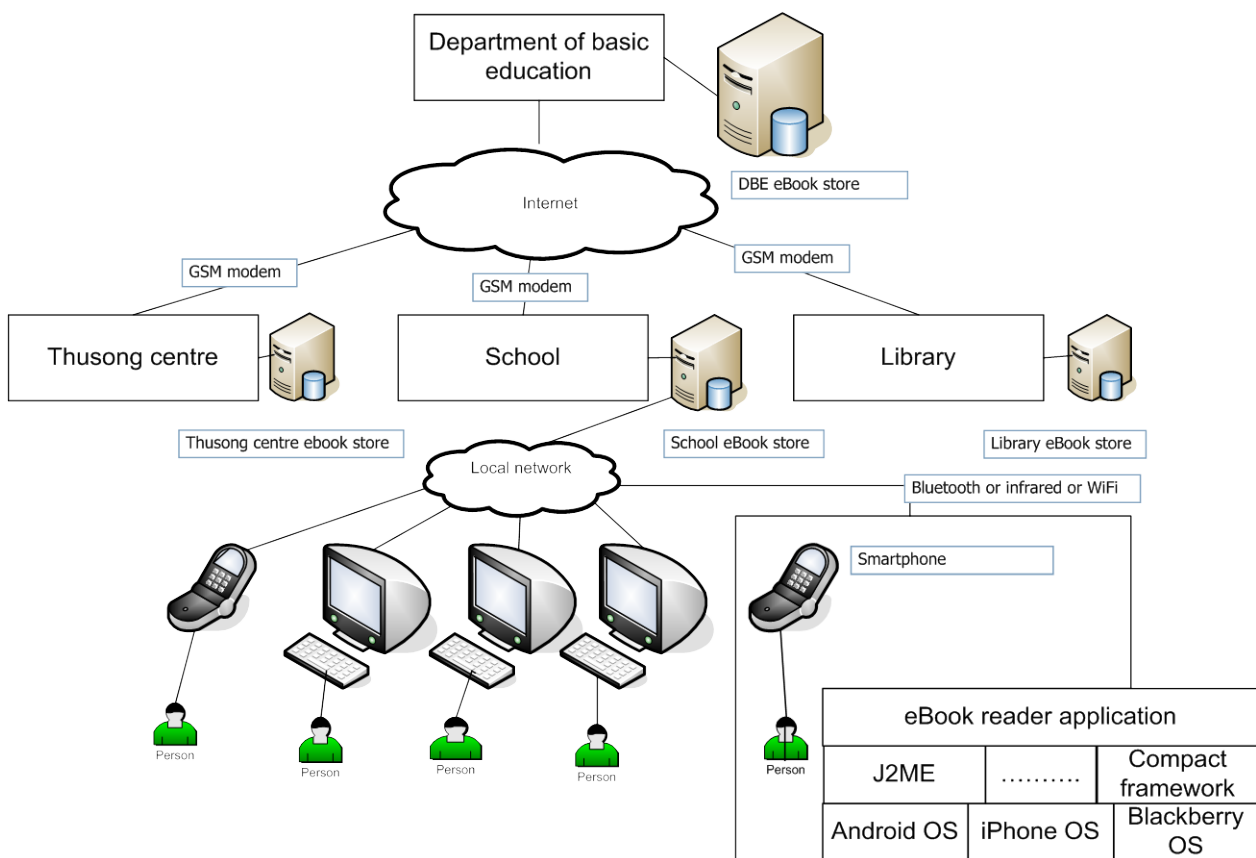 Department of basic
education
DBE eBook store
Internet
GSM modem
GSM modem
GSM modem
Thusong centre
School
Library
Thusong centre ebook store
School eBook store
Library eBook store
Local network
Bluetooth or infrared or WiFi
Smartphone
Person
Person
Person
Person
Person
eBook reader application
J2ME
..........
Compact
framework
Android OS
iPhone OS
Blackberry
OS